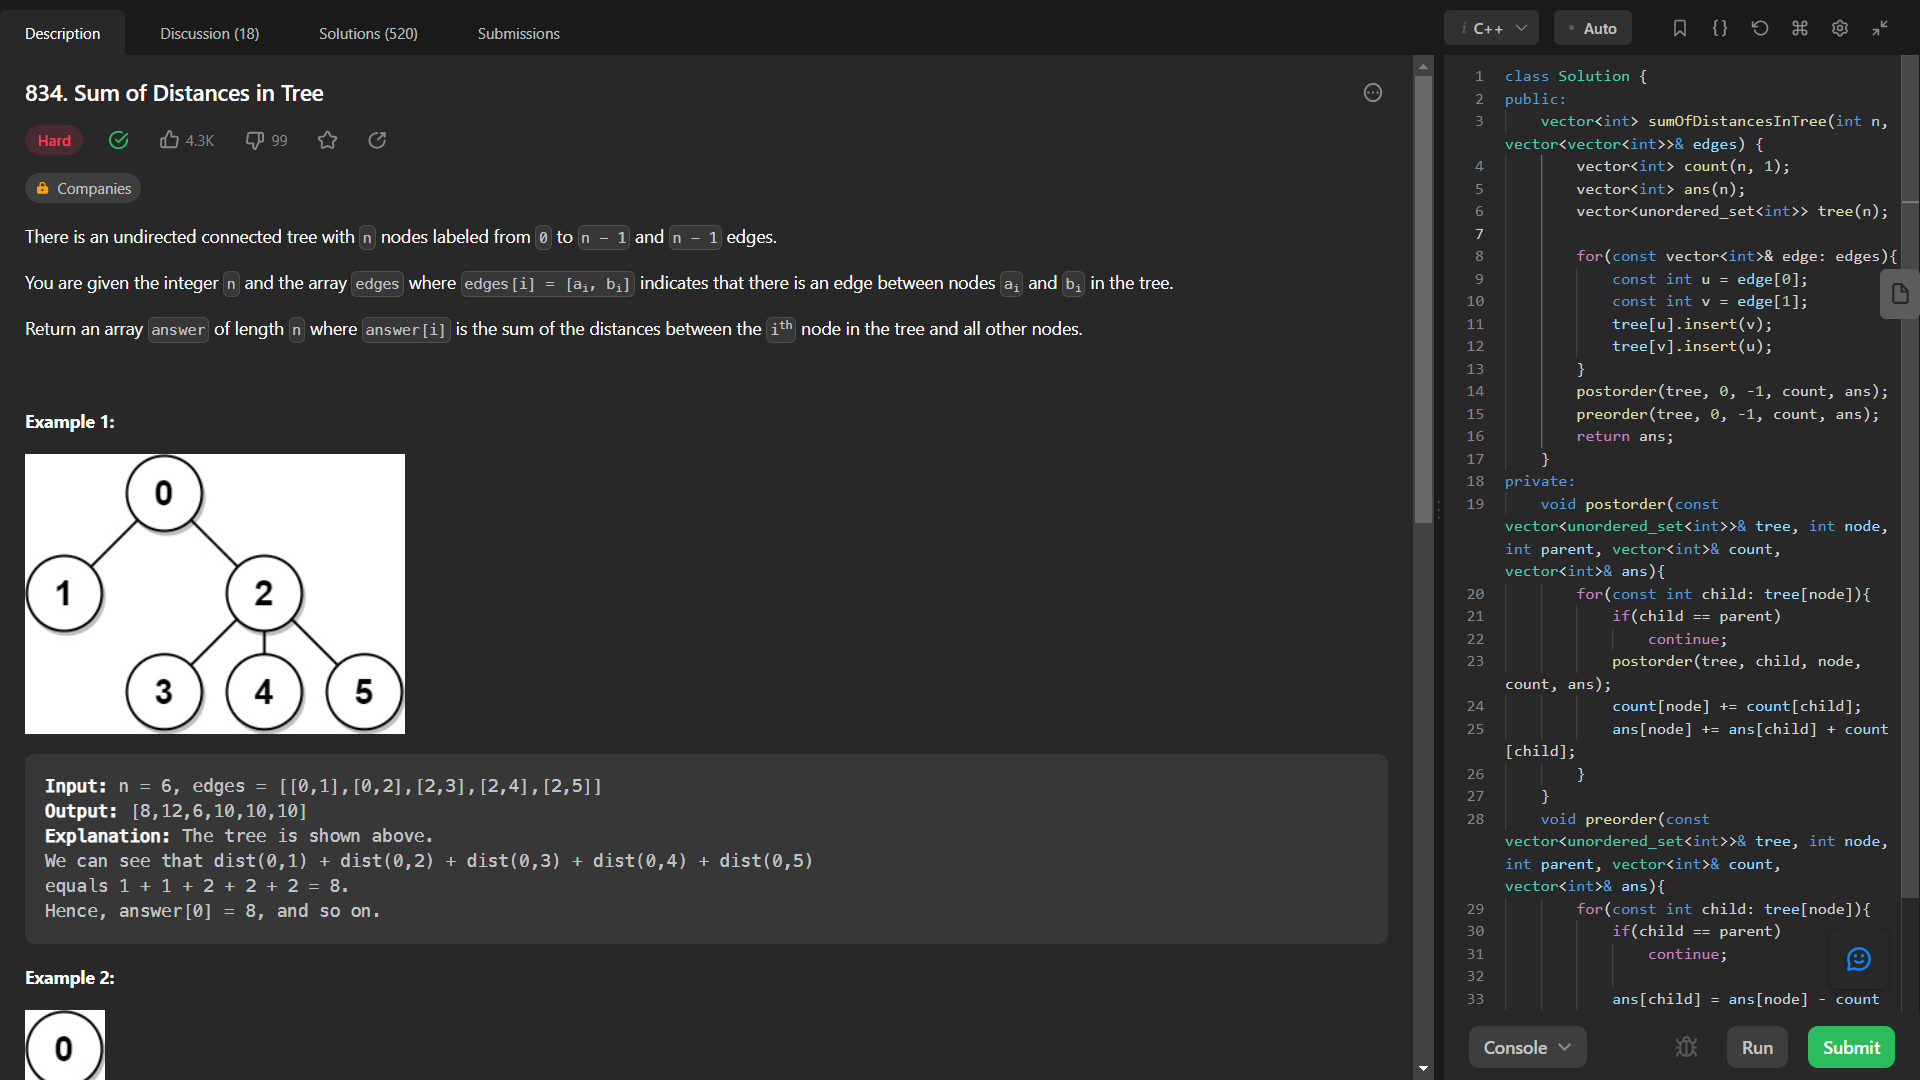 Description
Discussion (18)
Solutions (520)
Submissions
834. Sum of Distances in Tree
Hard
4.3K
99
Companies
There is an undirected connected tree with n nodes labeled from 0 to n - 1 and n - 1 edges.
You are given the integer n and the array edges where edges[i] = [ai, bi] indicates that there is an edge between nodes ai and bi in the tree.
Return an array answer of length n where answer[i] is the sum of the distances between the ith node in the tree and all other nodes.
Example 1:
0
1
2
3
4
5
Input: n = 6, edges = [[0,1],[0,2],[2,3],[2,4],[2,5]]
Output: [8,12,6,10,10,10]
Explanation: The tree is shown above.
We can see that dist(0,1) + dist(0,2) + dist(0,3) + dist(0,4) + dist(0,5)
equals 1 + 1 + 2 + 2 + 2 = 8.
Hence, answer[0] = 8, and so on.
Example 2:
0
i C++
Auto
1 class Solution {
2 public:
3 vector<int> sumOfDistancesInTree(int n,
vector<vector<int>>& edges) {
4 vector<int> count(n, 1);
5 vector<int> ans(n);
6 vector<unordered_set<int>> tree(n);
7
8 for(const vector<int>& edge: edges){
9 const int u = edge[0];
10 const int v = edge[1];
11 tree[u].insert(v);
12 tree[v].insert(u);
13 }
14 postorder(tree, 0, -1, count, ans);
15 preorder(tree, 0, -1, count, ans);
16 return ans;
17 }
18 private:
19 void postorder(const
vector<unordered_set<int>>& tree, int node,
int parent, vector<int>& count,
vector<int>& ans){
20 for(const int child: tree[node]){
21 if(child == parent)
22 continue;
23 postorder(tree, child, node,
count, ans);
24 count[node] += count[child];
25 ans[node] += ans[child] + count
[child];
26 }
27 }
28 void preorder(const
vector<unordered_set<int>>& tree, int node,
int parent, vector<int>& count,
vector<int>& ans){
29 for(const int child: tree[node]){
30 if(child == parent)
31 continue;
32
33 ans[child] = ans[node] - count
Console
Run
Submit